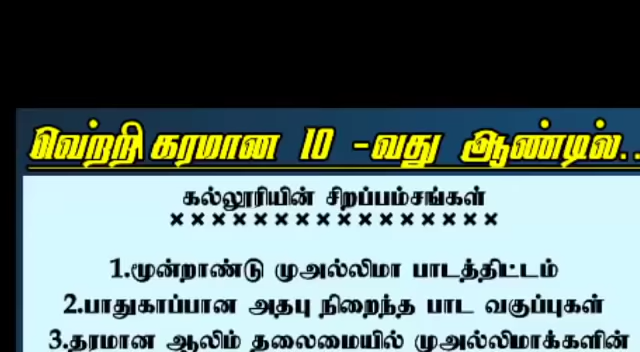 வெற்றி கரமான 10 -வது ஆண்டில்..
கல்லூரியின் சிறப்பம்சங்கள்
××××××××××××××××
1.மூன்றாண்டு முஅல்லிமா பாடத்திட்டம்
2.பாதுகாப்பான அதபு நிறைந்த பாட வகுப்புகள்
3.தரமான ஆலிம் தலைமையில் முஅல்லிமாக்களின்